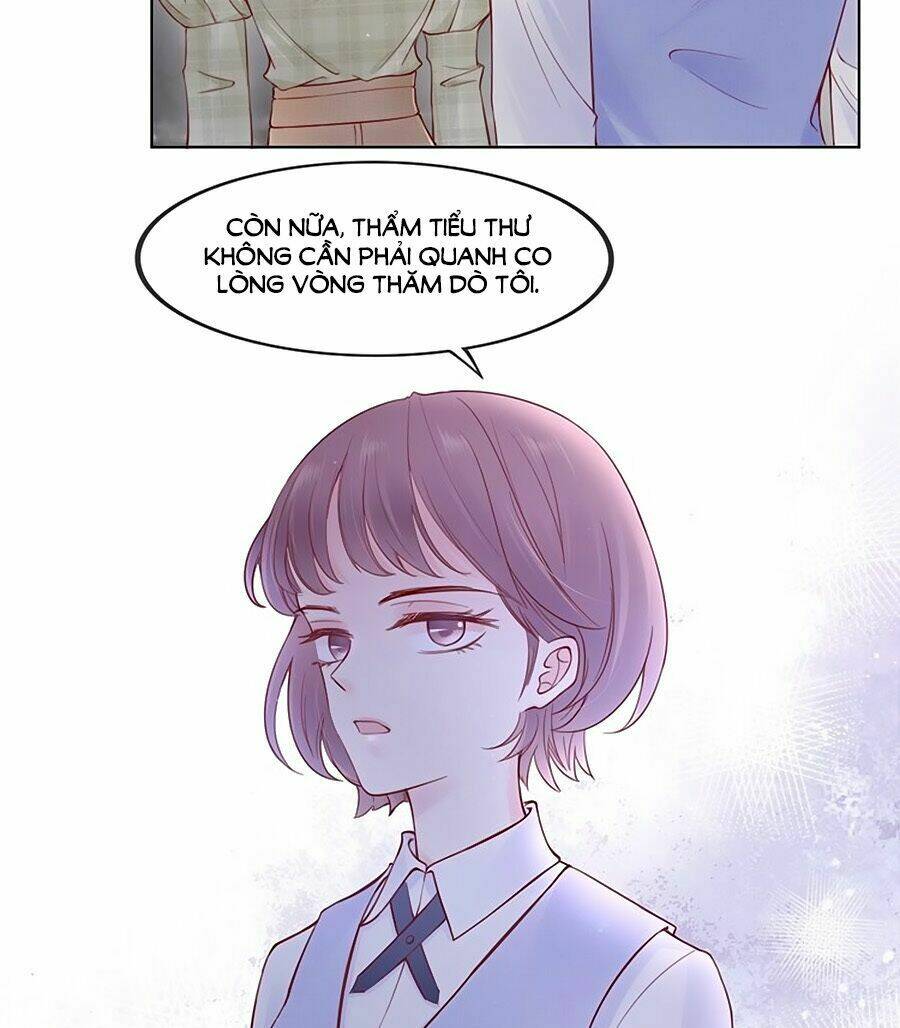 CÒN NỮA, THẨM TIỂU THƯ
KHÔNG CẦN PHẢI QUANH CO
LÒNG VÒNG THĂM DÒ TÔI.